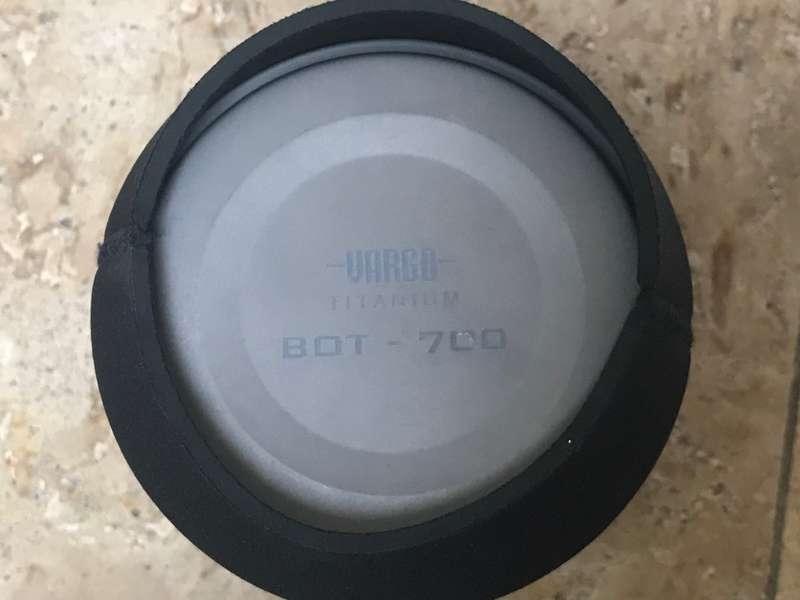 VARGO
TITANIUM
BOT - 700